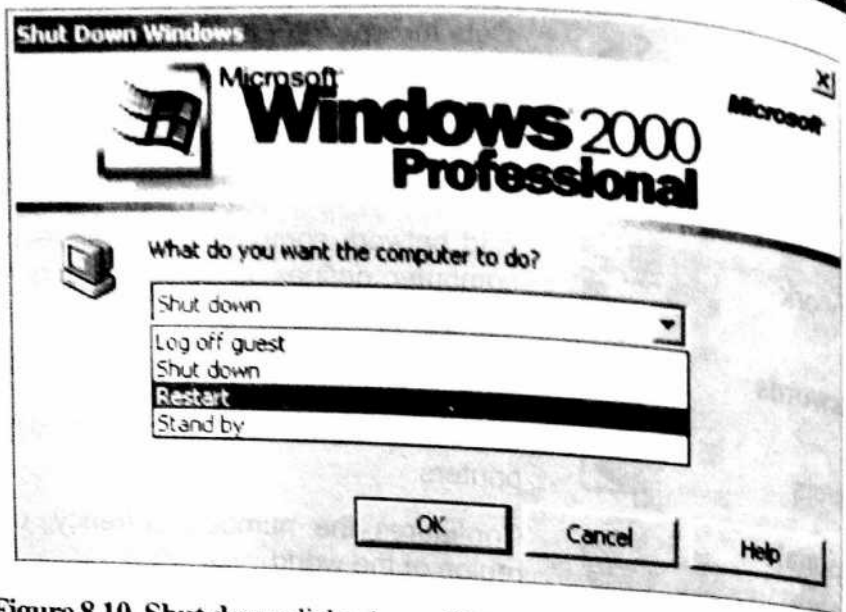 Shut Down Windows
Microsoft
Windows 2000
Professional
Microsoft
What do you want the computer to do?
Shut down
Log off guest
Shut down
Restart
Stand by
OK
Cancel
Help
Figure 8.10 Shut down